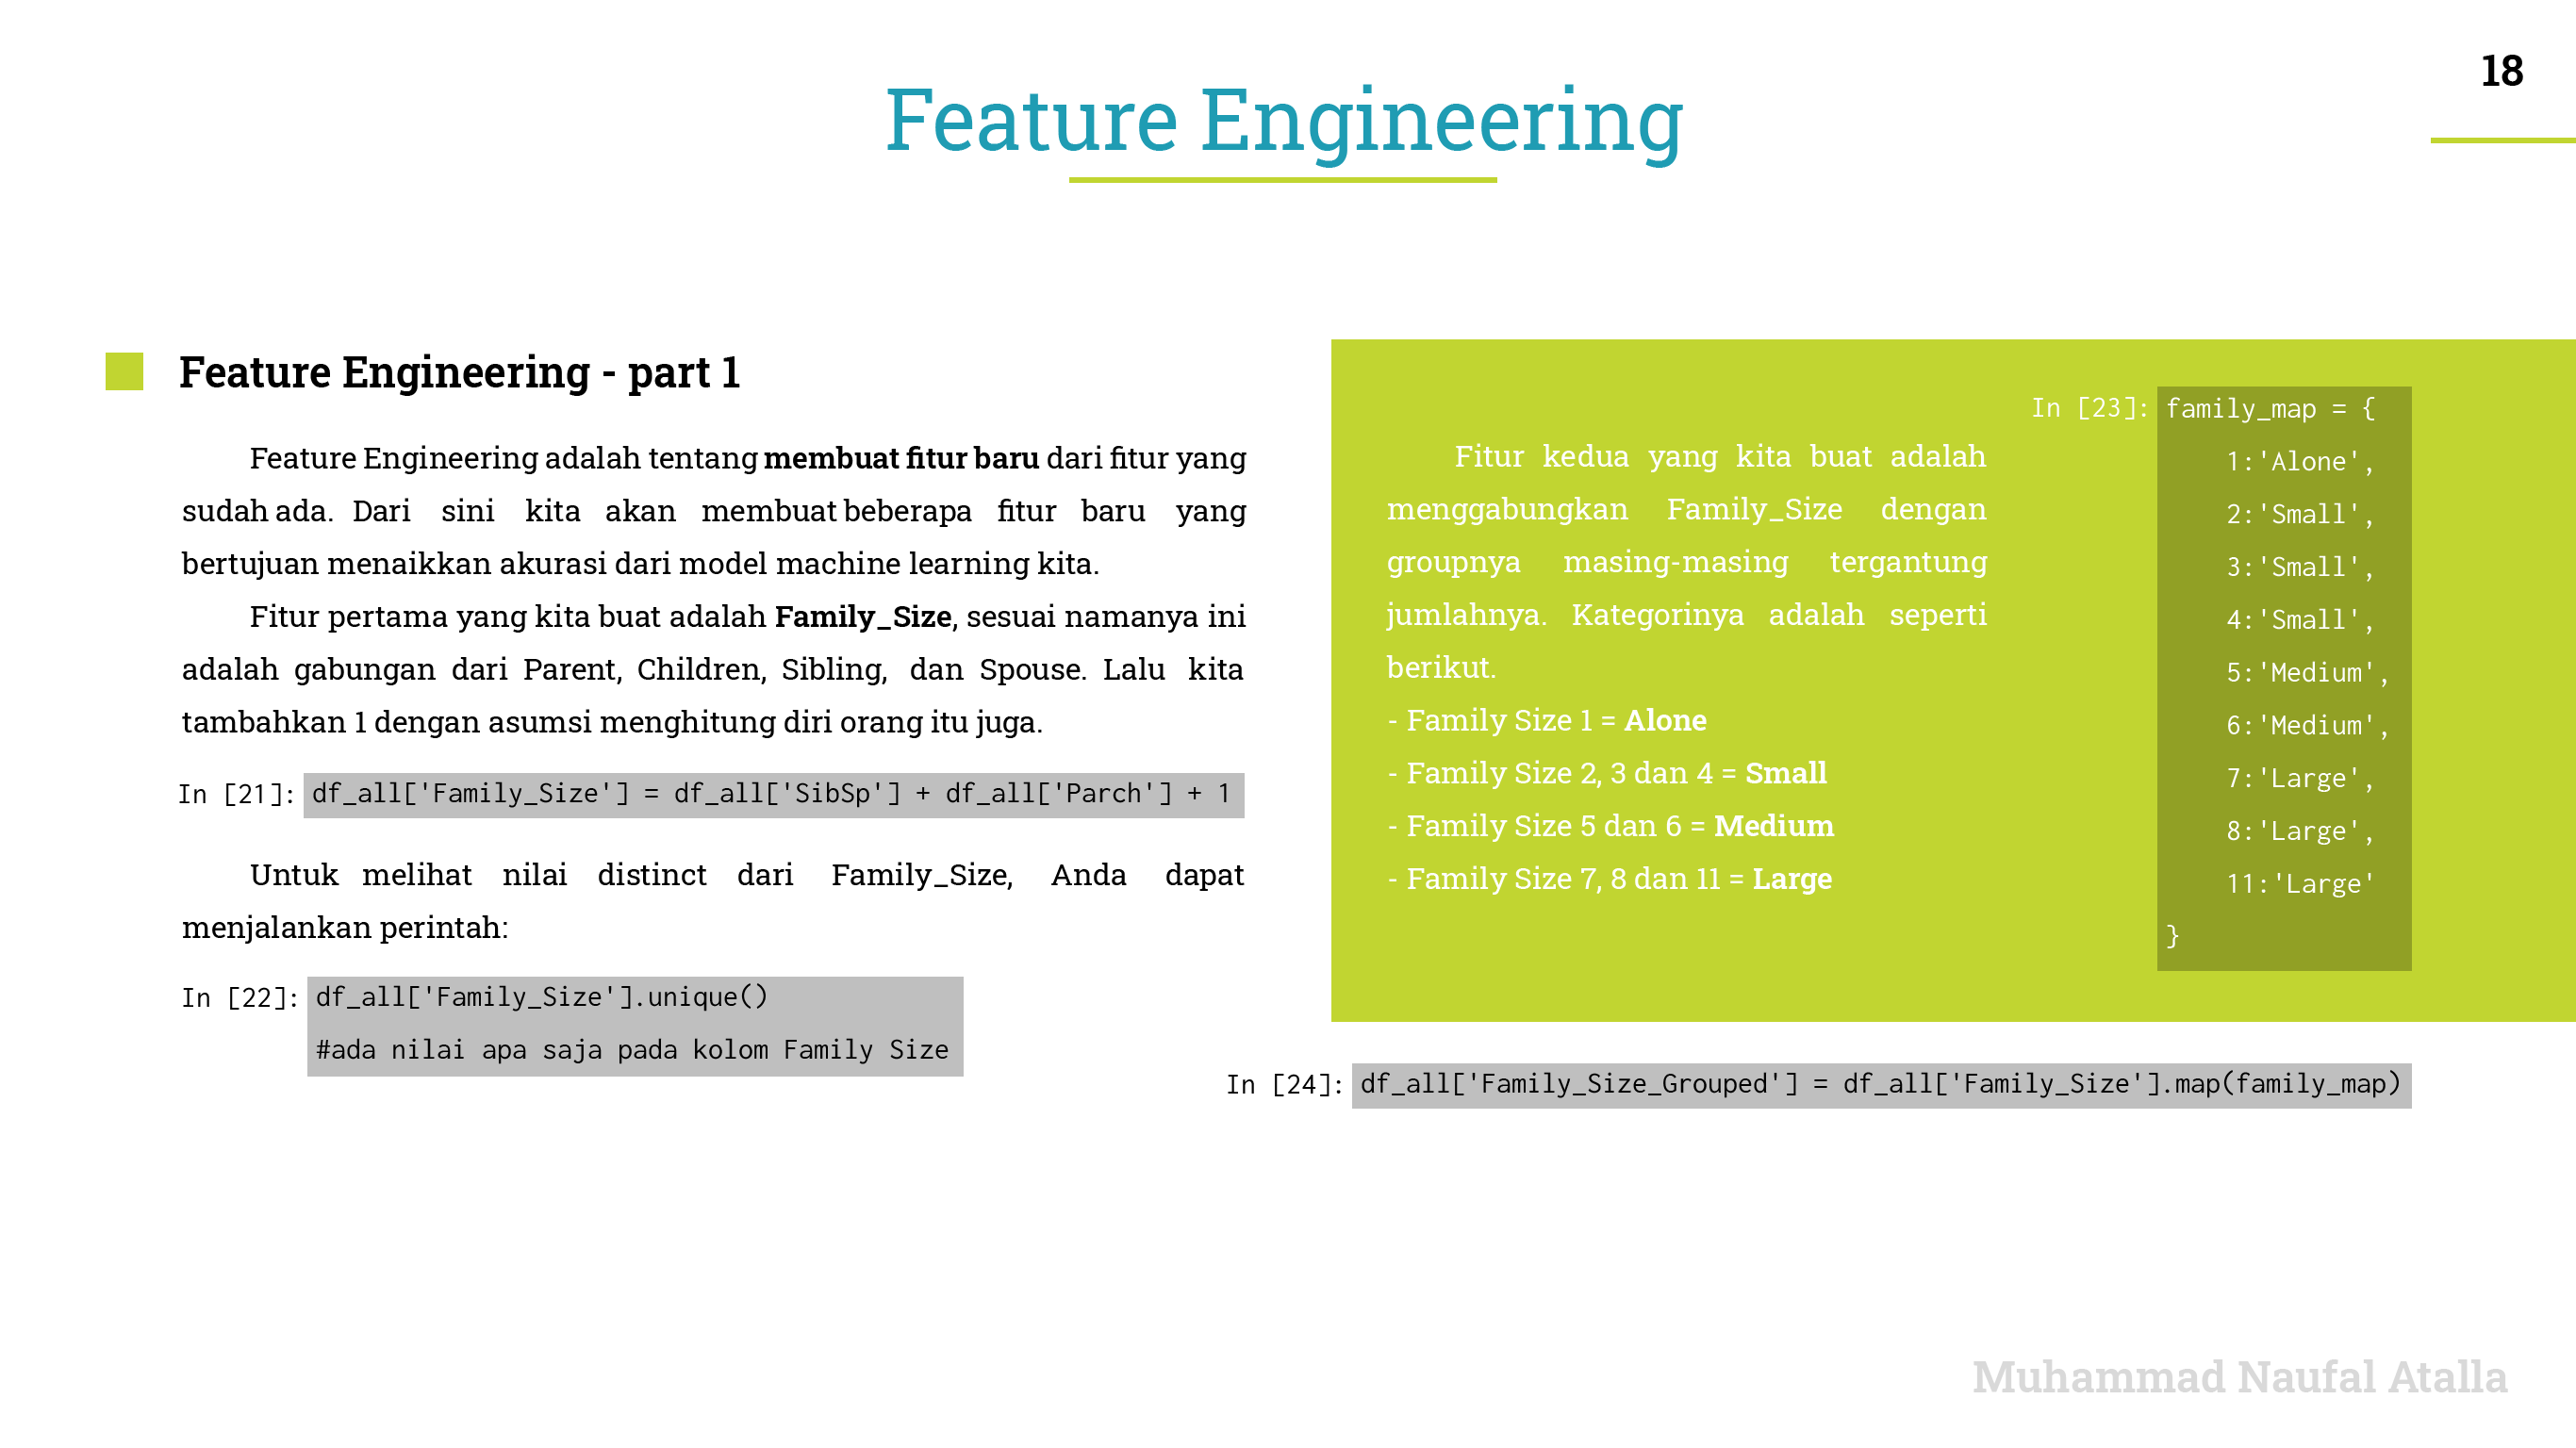 18
Feature Engineering
Feature Engineering - part 1
Feature Engineering adalah tentang membuat fitur baru dari fitur yang
sudah ada. Dari sini kita akan membuat beberapa fitur baru yang
bertujuan menaikkan akurasi dari model machine learning kita.
Fitur pertama yang kita buat adalah Family_Size, sesuai namanya ini
adalah gabungan dari Parent, Children, Sibling, dan Spouse. Lalu kita
tambahkan 1 dengan asumsi menghitung diri orang itu juga.
In [21]: df_all['Family_Size'] = df_all['SibSp'] + df_all['Parch'] + 1
Untuk melihat nilai distinct dari Family_Size, Anda dapat
menjalankan perintah:
In [22]: df_all['Family_Size'].unique()
#ada nilai apa saja pada kolom Family Size
Fitur kedua yang kita buat adalah
menggabungkan Family_Size dengan
groupnya masing-masing tergantung
jumlahnya. Kategorinya adalah seperti
berikut.
- Family Size 1 = Alone
- Family Size 2, 3 dan 4 = Small
- Family Size 5 dan 6 = Medium
- Family Size 7, 8 dan 11 = Large
In [23]: family_map = {
1:'Alone',
2:'Small',
3:'Small',
4:'Small',
5:'Medium',
6:'Medium',
7:'Large',
8:'Large',
11:'Large'
}
In [24]: df_all['Family_Size_Grouped'] = df_all['Family_Size'].map(family_map)
Muhammad Naufal Atalla